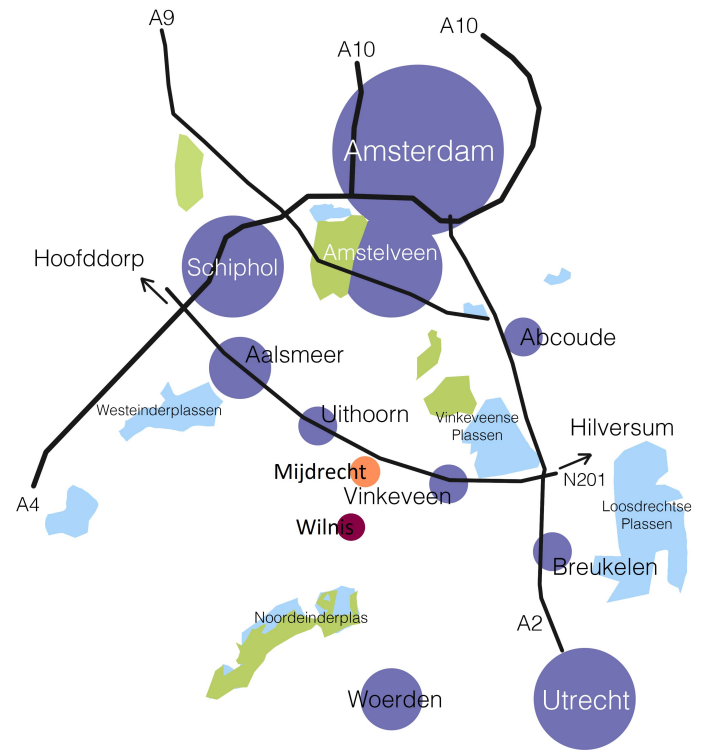 A9
A10
A10
Amsterdam
Amstelveen
Hoofddorp
Schiphol
Abcoude
Aalsmeer
Westeinderplassen
Uithoorn
Vinkeveense
Plassen
Hilversum
Mijdrecht
N201
Vinkeveen
A4
Loosdrechtse
Plassen
Wilnis
Breukelen
Noordeinderplas
A2
Woerden
Utrecht